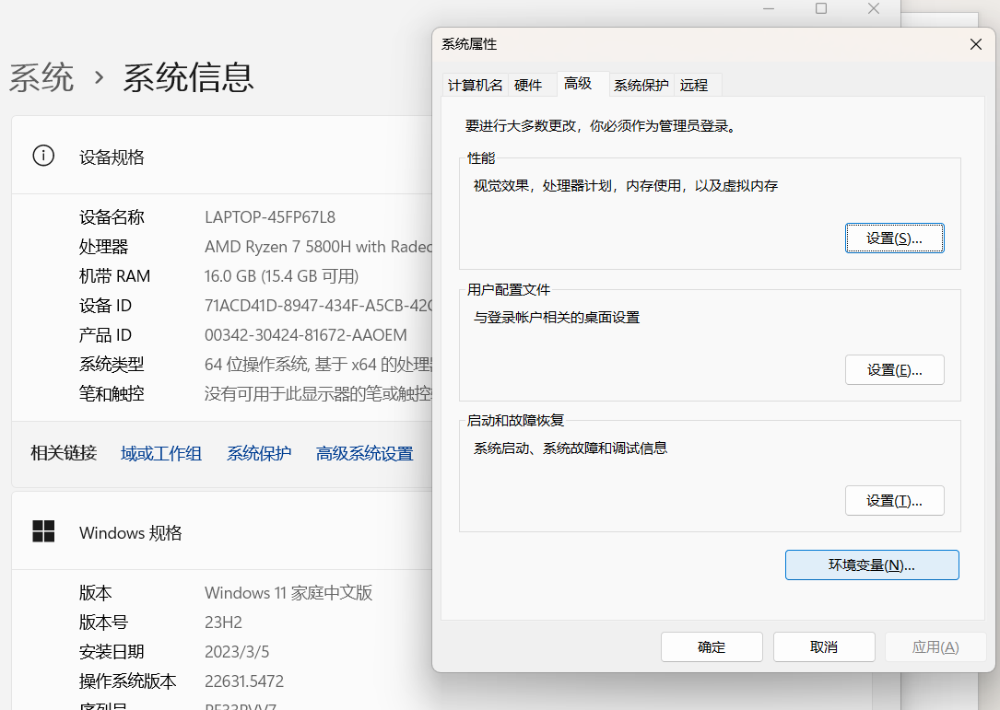 系统 › 系统信息
设备规格
设备名称 LAPTOP-45FP67L8
处理器 AMD Ryzen 7 5800H with Radeo
机带 RAM 16.0 GB (15.4 GB 可用)
设备 ID 71ACD41D-8947-434F-A5CB-42C
产品 ID 00342-30424-81672-AAOEM
系统类型 64 位操作系统, 基于 x64 的处理
笔和触控 没有可用于此显示器的笔或触控
相关链接 域或工作组 系统保护 高级系统设置
Windows 规格
版本 Windows 11 家庭中文版
版本号 23H2
安装日期 2023/3/5
操作系统版本 22631.5472
系统属性
计算机名 硬件 高级 系统保护 远程
要进行大多数更改，你必须作为管理员登录。
性能
视觉效果，处理器计划，内存使用，以及虚拟内存
设置(S)...
用户配置文件
与登录帐户相关的桌面设置
设置(E)...
启动和故障恢复
系统启动、系统故障和调试信息
设置(T)...
环境变量(N)...
确定 取消 应用(A)